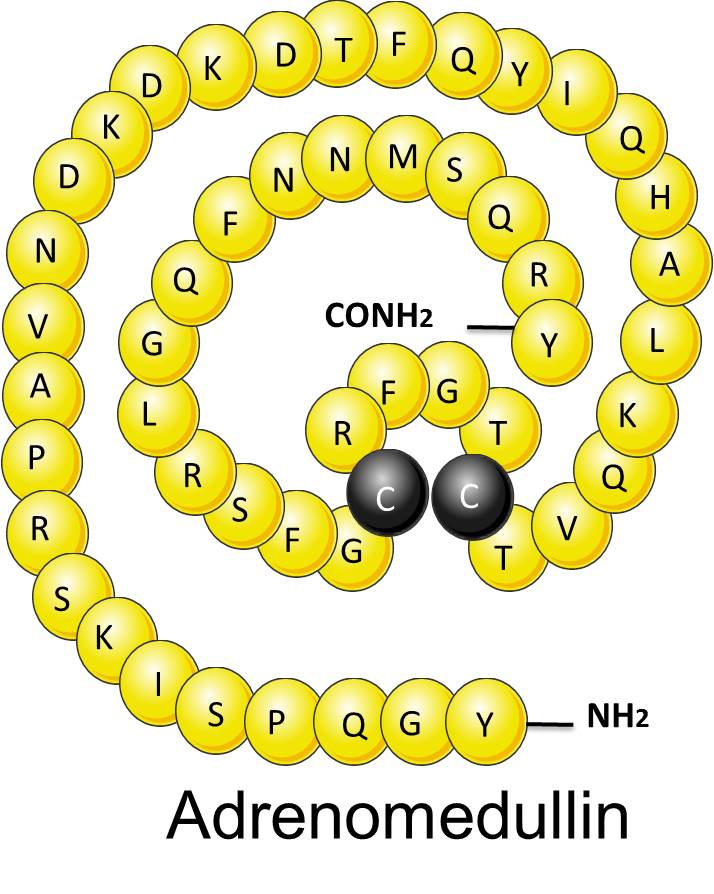 CONH2
Y R Q S M N N F Q G L R S F G C R F G T C T V Q K L A H Q I Y Q F T D K D K D N V A P R S K I S P Q G Y
NH2
Adrenomedullin